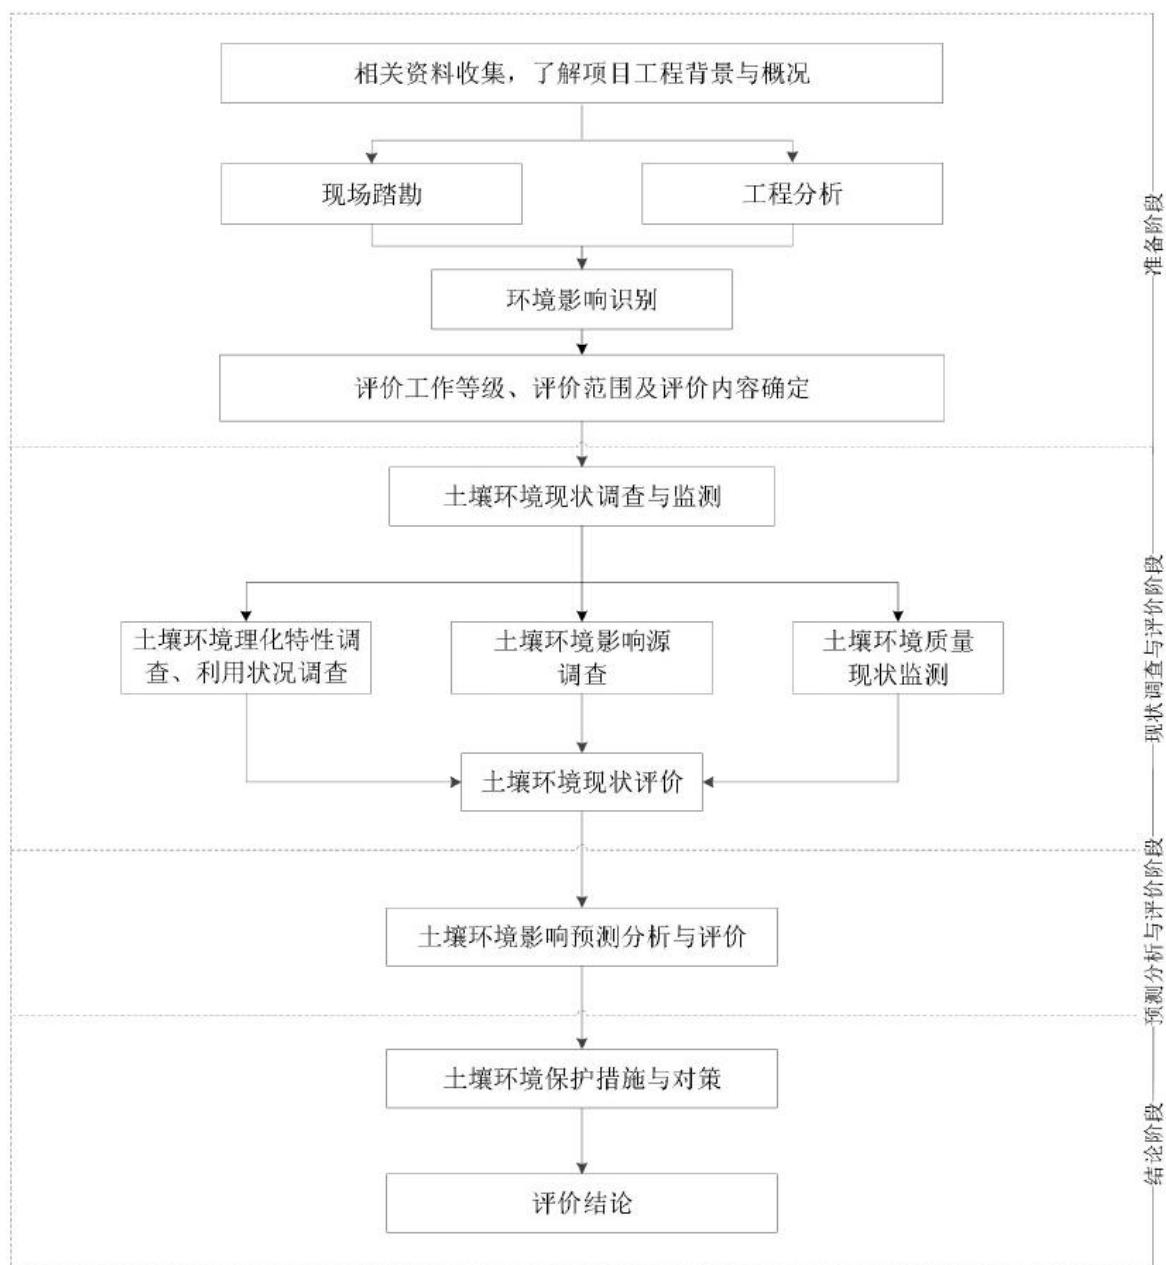 相关资料收集，了解项目工程背景与概况
现场踏勘
工程分析
环境影响识别
评价工作等级、评价范围及评价内容确定
准备阶段
土壤环境现状调查与监测
土壤环境理化特性调
查、利用状况调查
土壤环境影响源
调查
土壤环境质量
现状监测
土壤环境现状评价
现状调查与评价阶段
土壤环境影响预测分析与评价
预测分析与评价阶段
土壤环境保护措施与对策
评价结论
结论阶段